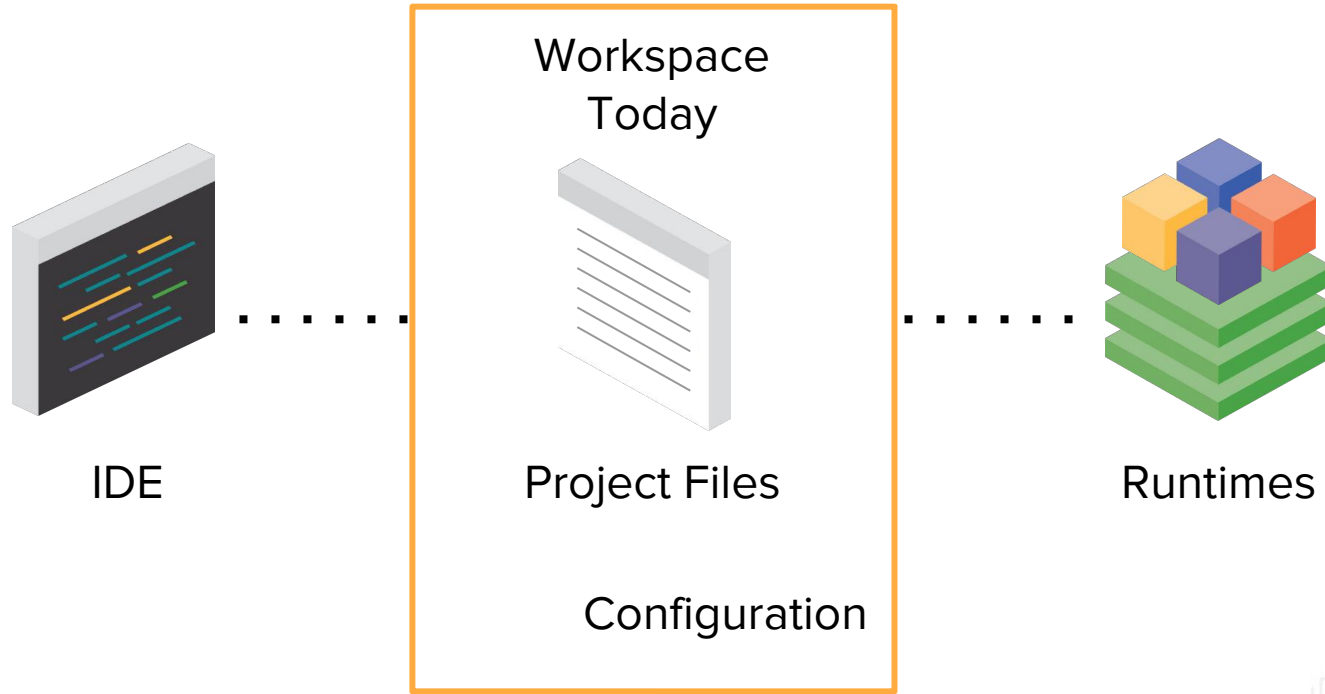 Workspace
Today
IDE
Project Files
Runtimes
Configuration